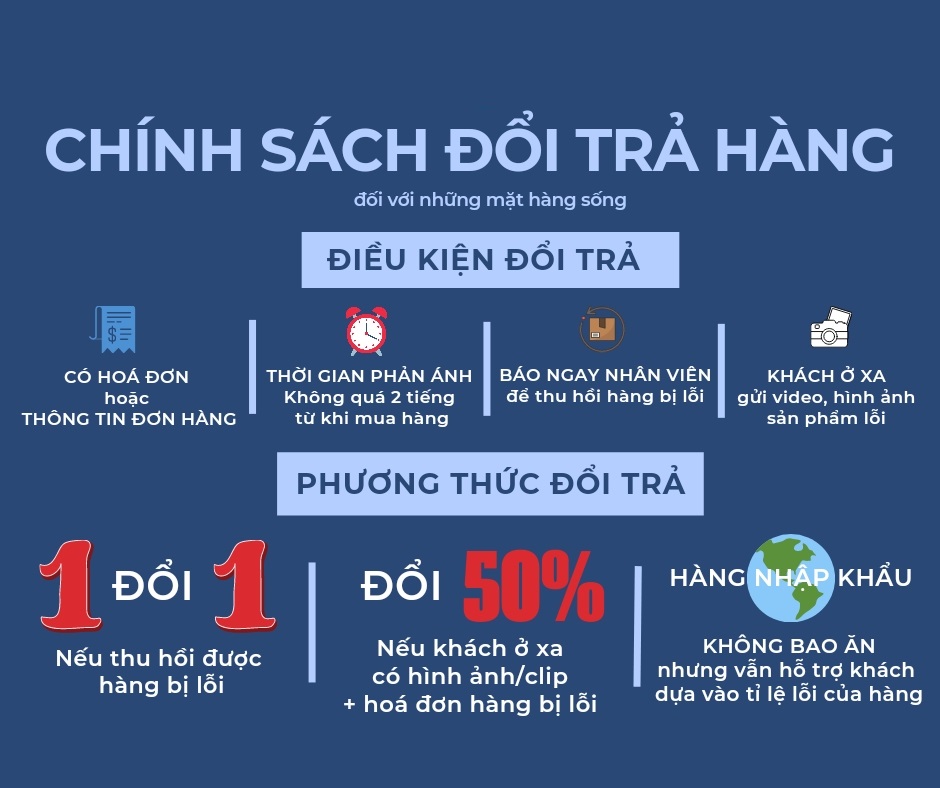 CHÍNH SÁCH ĐỔI TRẢ HÀNG
đối với những mặt hàng sống
ĐIỀU KIỆN ĐỔI TRẢ
$
CÓ HOÁ ĐƠN
hoặc
THÔNG TIN ĐƠN HÀNG
THỜI GIAN PHẢN ÁNH
Không quá 2 tiếng
từ khi mua hàng
BÁO NGAY NHÂN VIÊN
để thu hồi hàng bị lỗi
KHÁCH Ở XA
gửi video, hình ảnh
sản phẩm lỗi
PHƯƠNG THỨC ĐỔI TRẢ
1 ĐỔI 1
Nếu thu hồi được
hàng bị lỗi
ĐỔI 50%
Nếu khách ở xa
có hình ảnh/clip
+ hoá đơn hàng bị lỗi
HÀNG NHẬP KHẨU
KHÔNG BAO ĂN
nhưng vẫn hỗ trợ khách
dựa vào tỉ lệ lỗi của hàng